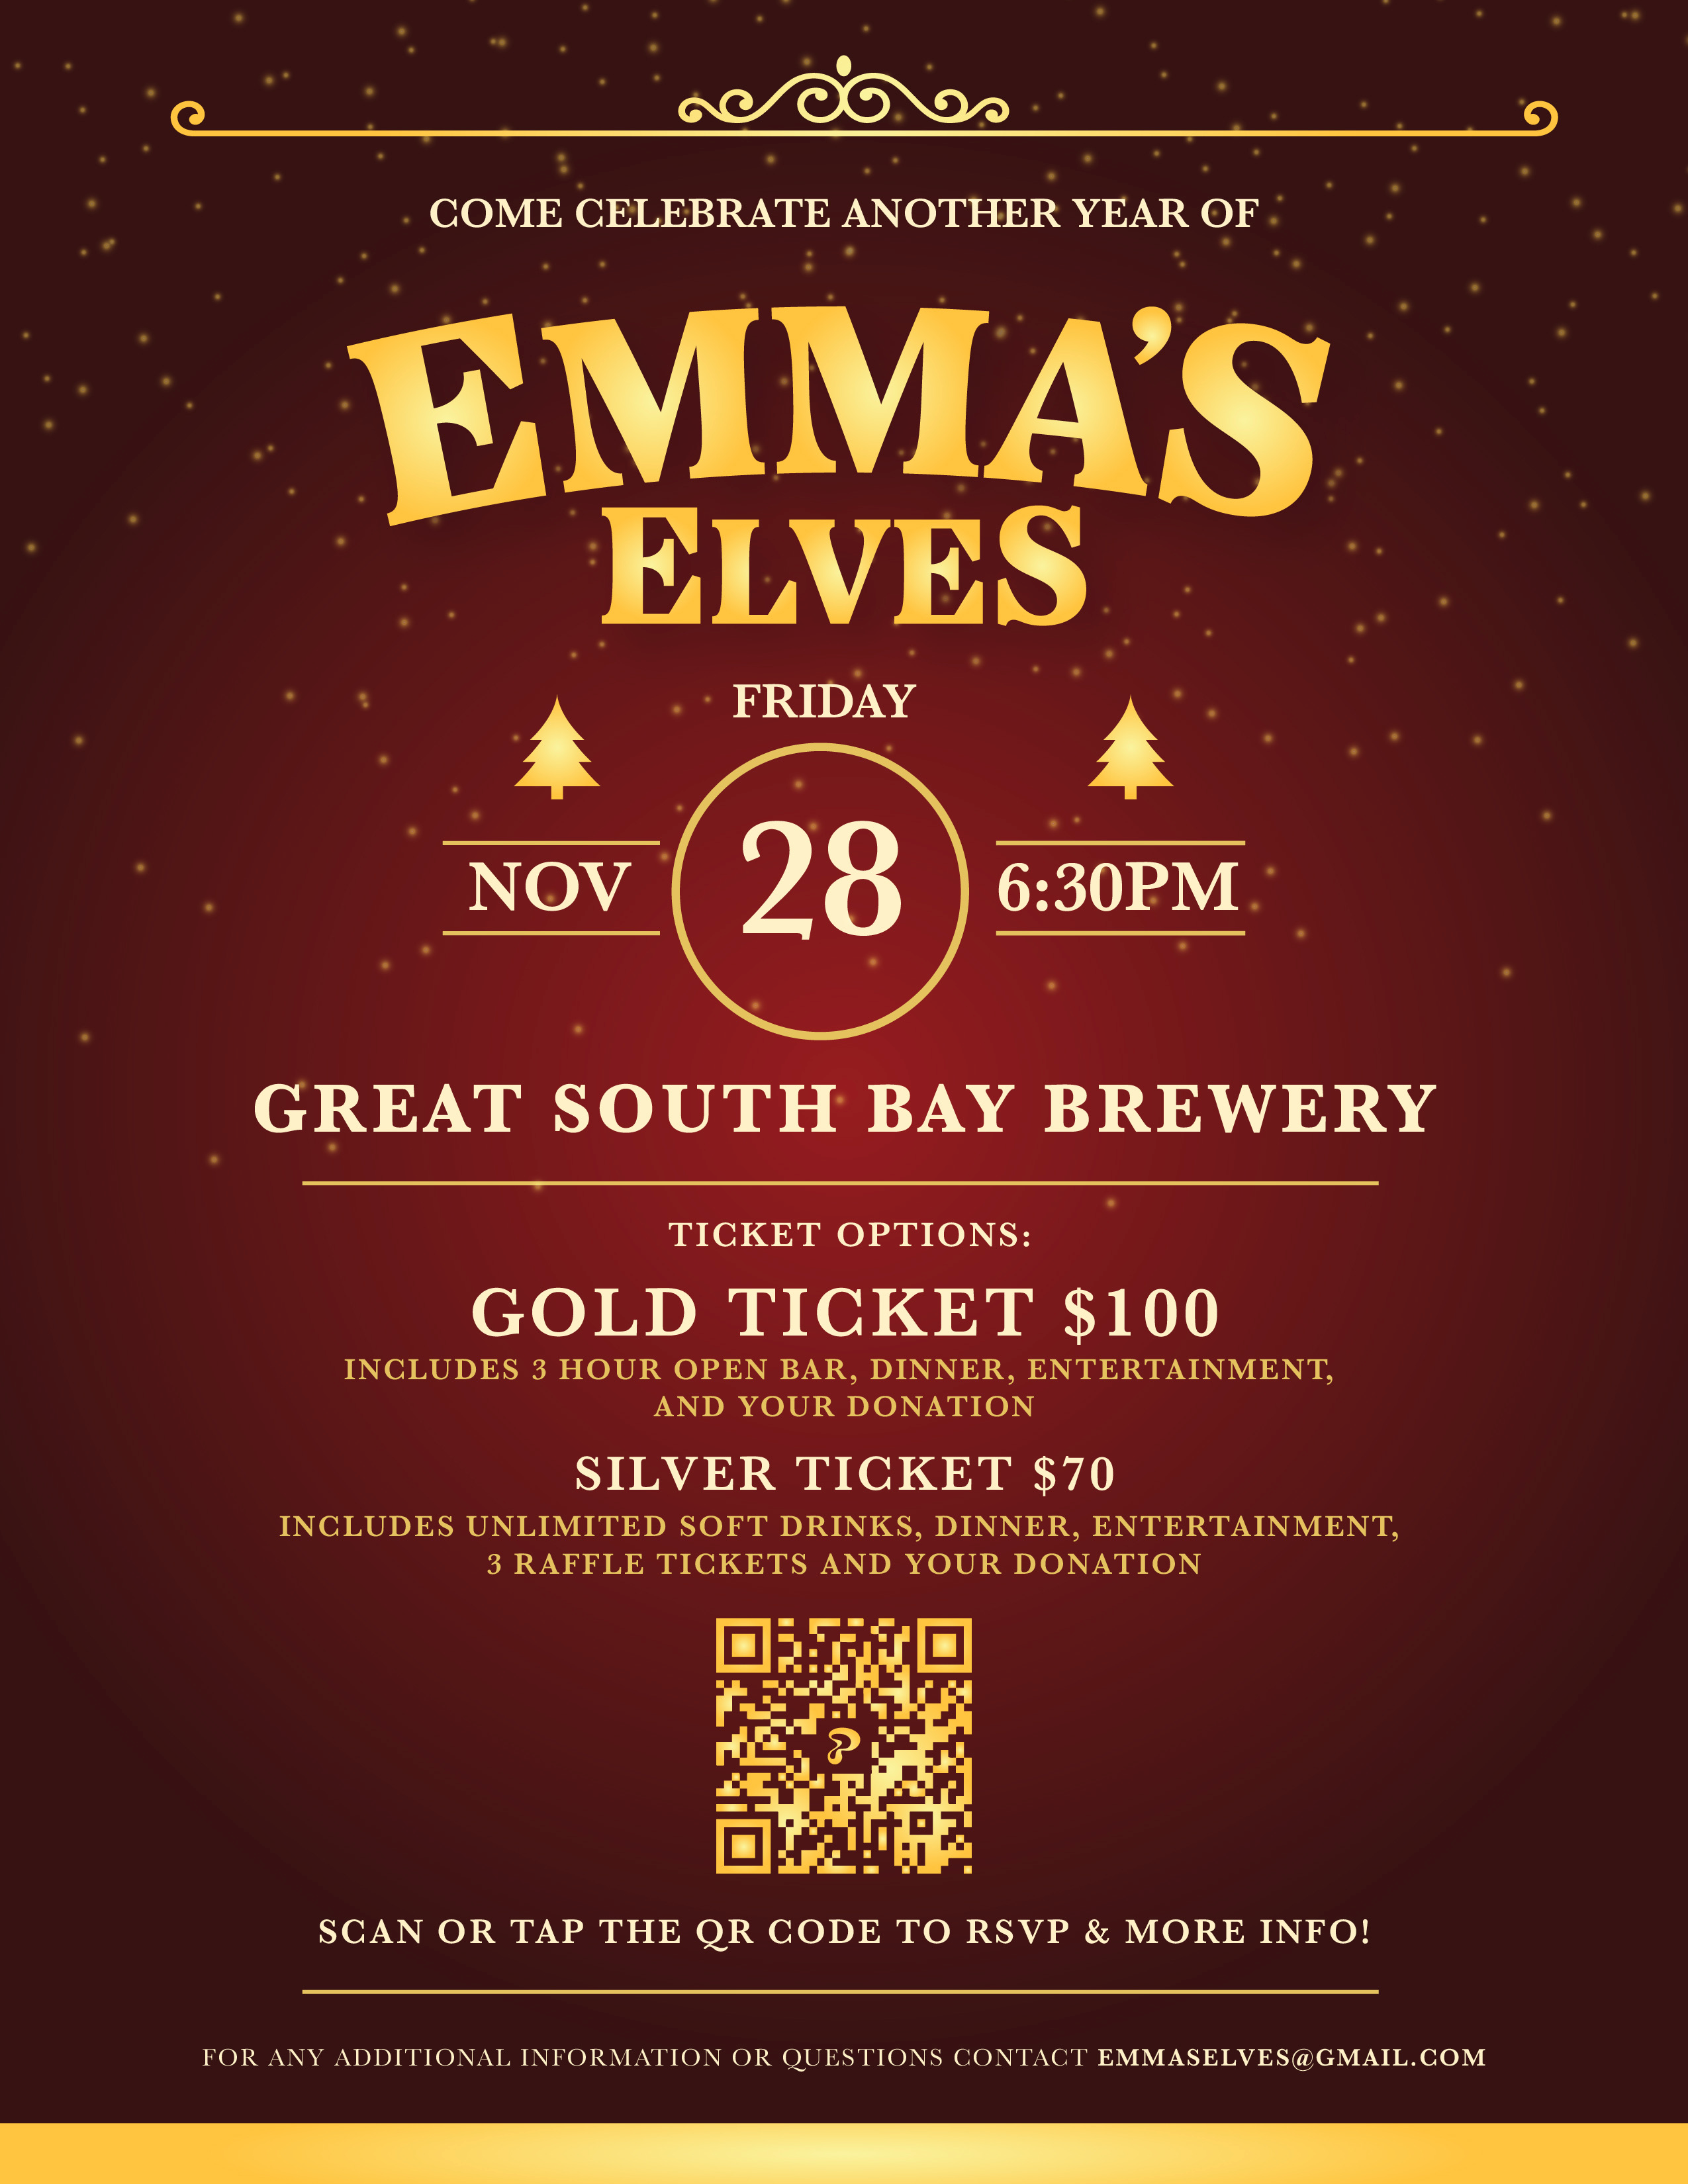 COME CELEBRATE ANOTHER YEAR OF
EMMA'S
ELVES
FRIDAY
NOV
28
6:30PM
GREAT SOUTH BAY BREWERY
TICKET OPTIONS:
GOLD TICKET $100
INCLUDES 3 HOUR OPEN BAR, DINNER, ENTERTAINMENT,
AND YOUR DONATION
SILVER TICKET $70
INCLUDES UNLIMITED SOFT DRINKS, DINNER, ENTERTAINMENT,
3 RAFFLE TICKETS AND YOUR DONATION
SCAN OR TAP THE QR CODE TO RSVP & MORE INFO!
FOR ANY ADDITIONAL INFORMATION OR QUESTIONS CONTACT EMMASELVES@GMAIL.COM